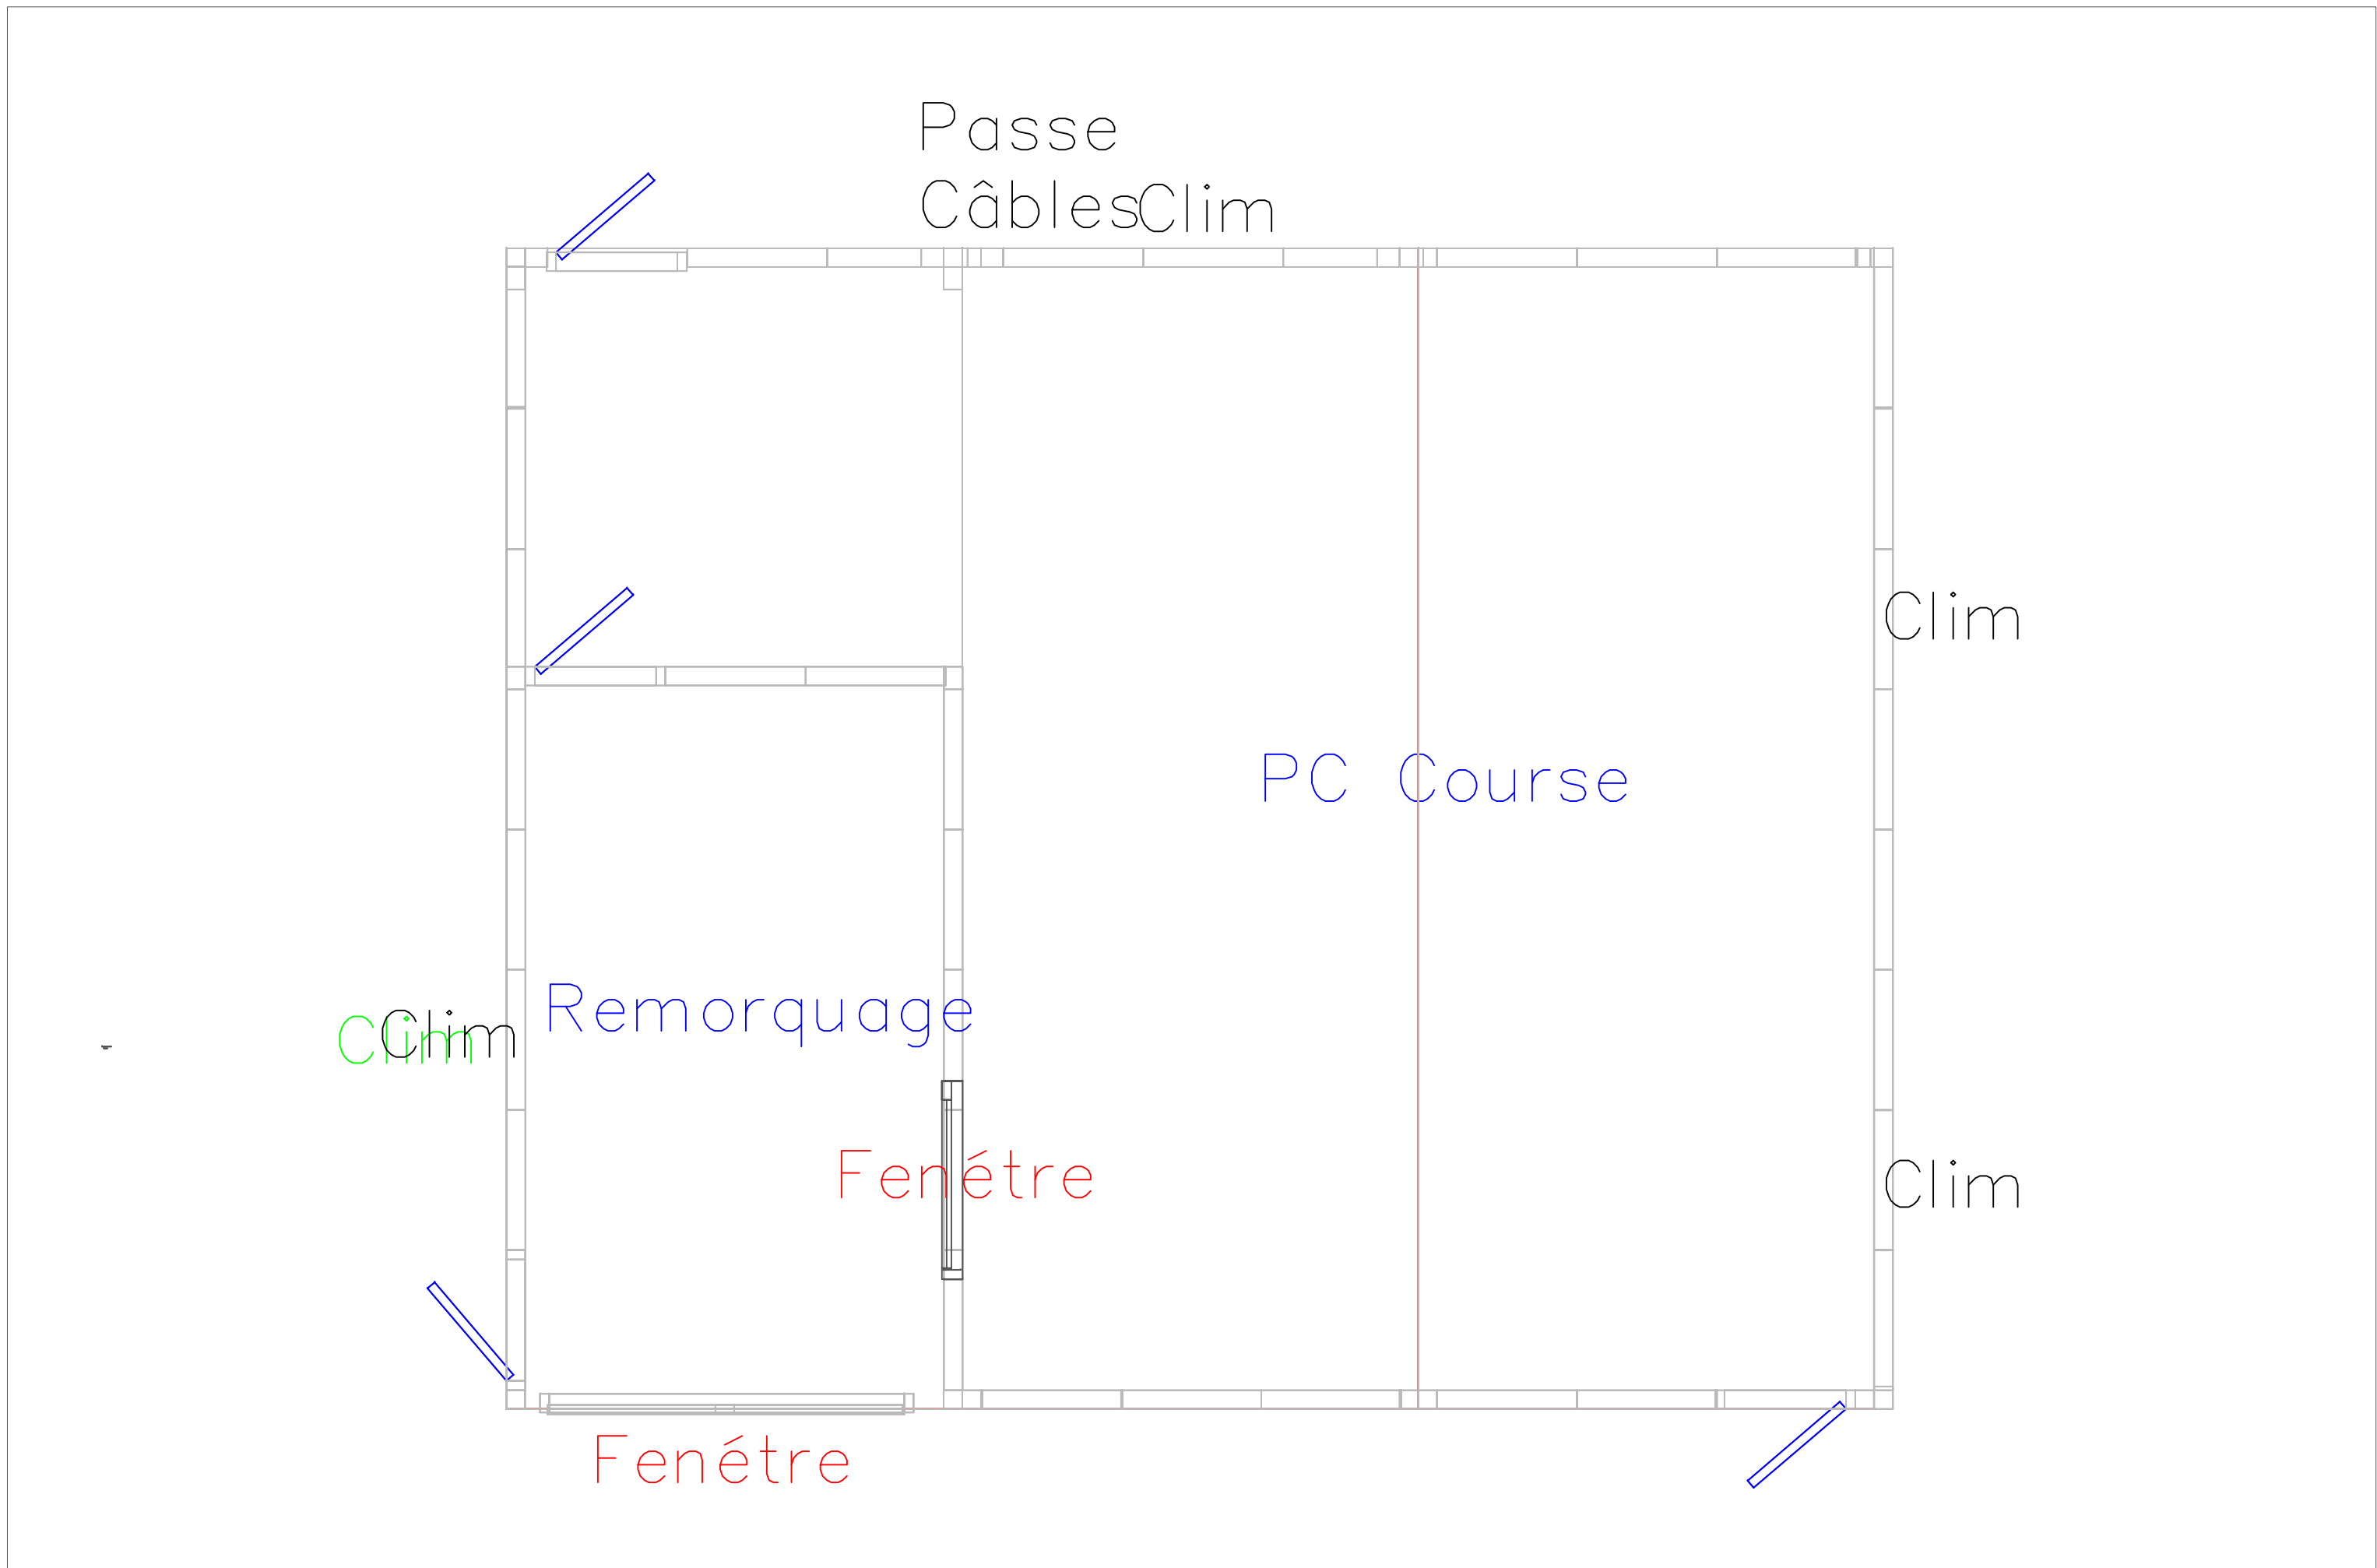 Passe
Câbles
Clim
Clim
PC Course
Remorquage
Clim
Clim
Fenétre
Clim
Fenétre